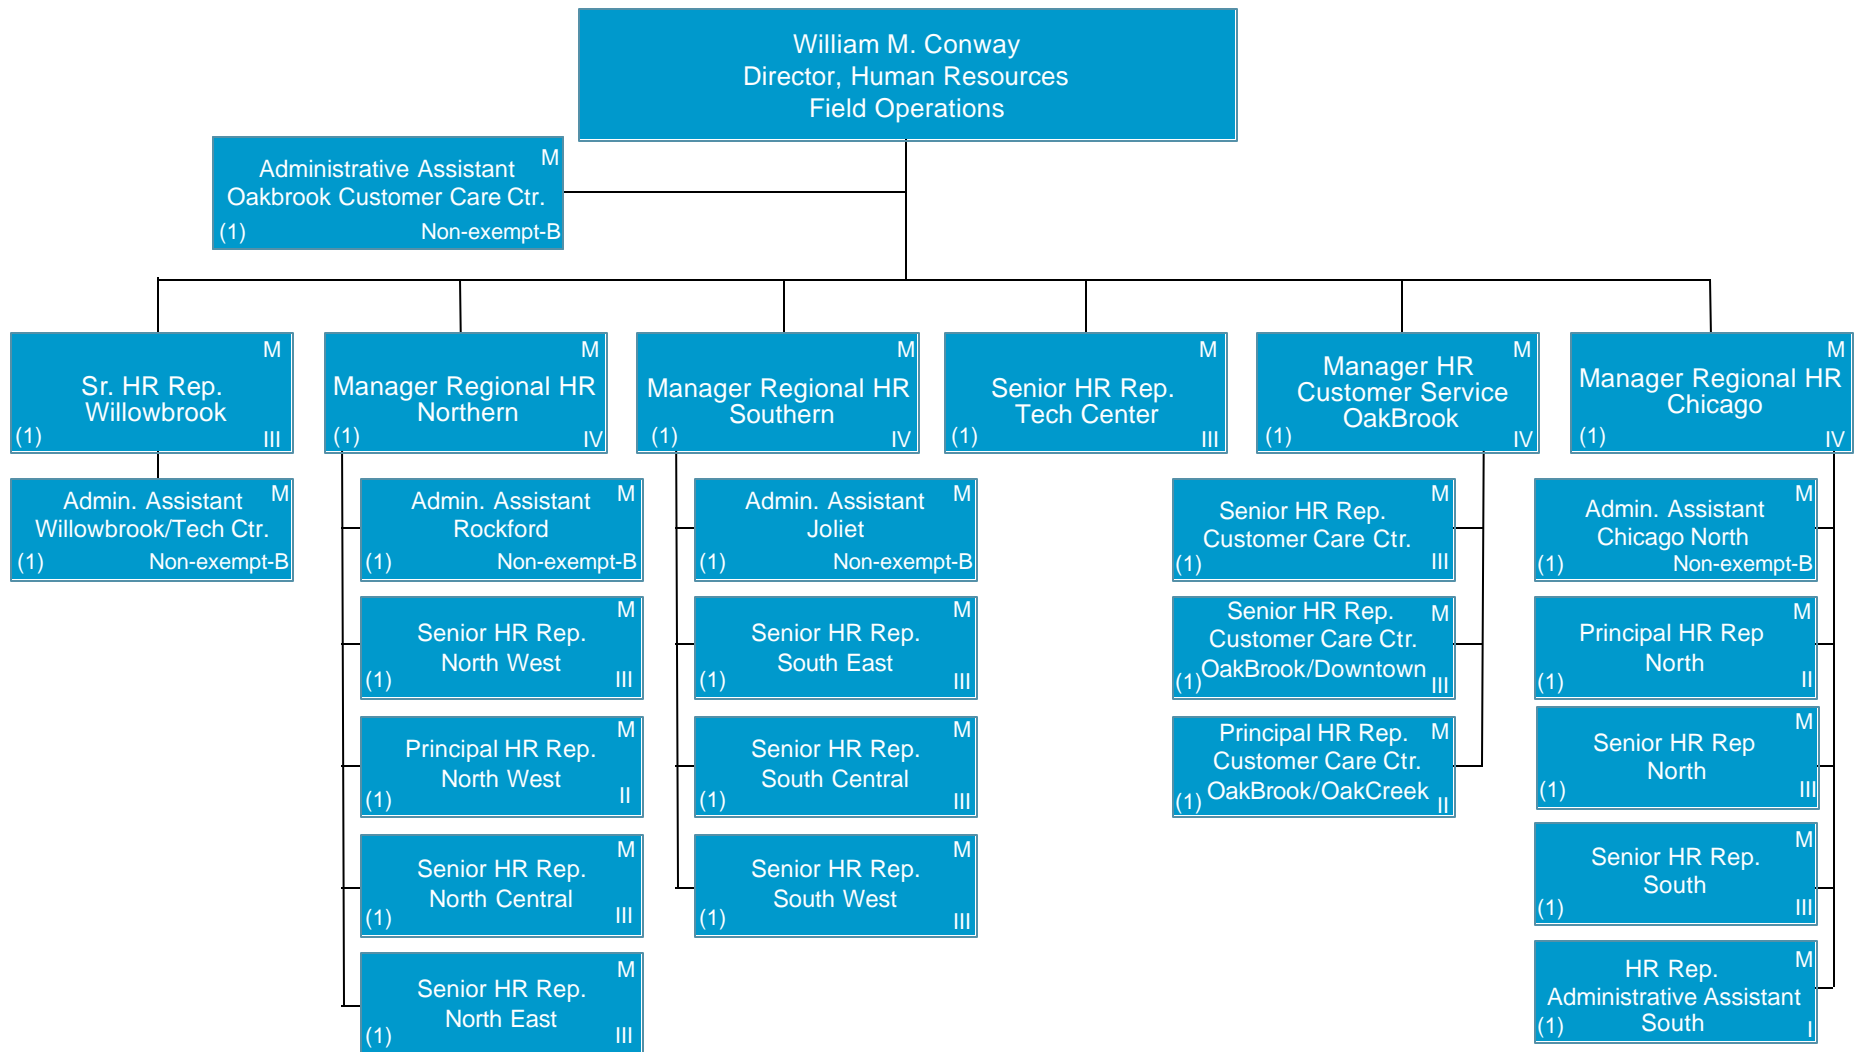 William M. Conway
Director, Human Resources
Field Operations
M
Administrative Assistant
Oakbrook Customer Care Ctr.
(1) Non-exempt-B
M
Sr. HR Rep.
Willowbrook
(1) III
M
Manager Regional HR
Northern
(1) IV
M
Manager Regional HR
Southern
(1) IV
M
Senior HR Rep.
Tech Center
(1) III
M
Manager HR
Customer Service
OakBrook
(1) IV
M
Manager Regional HR
Chicago
(1) IV
M
Admin. Assistant
Willowbrook/Tech Ctr.
(1) Non-exempt-B
M
Admin. Assistant
Rockford
(1) Non-exempt-B
M
Senior HR Rep.
North West
(1) III
M
Principal HR Rep.
North West
(1) II
M
Senior HR Rep.
North Central
(1) III
M
Senior HR Rep.
North East
(1) III
M
Admin. Assistant
Joliet
(1) Non-exempt-B
M
Senior HR Rep.
South East
(1) III
M
Senior HR Rep.
South Central
(1) III
M
Senior HR Rep.
South West
(1) III
M
Senior HR Rep.
Customer Care Ctr.
(1) III
Senior HR Rep. M
Customer Care Ctr.
OakBrook/Downtown
(1) III
Principal HR Rep. M
Customer Care Ctr.
OakBrook/OakCreek
(1) II
M
Admin. Assistant
Chicago North
(1) Non-exempt-B
M
Principal HR Rep
North
(1) II
M
Senior HR Rep
North
(1) III
M
Senior HR Rep.
South
(1) III
M
HR Rep.
Administrative Assistant
South
(1) I